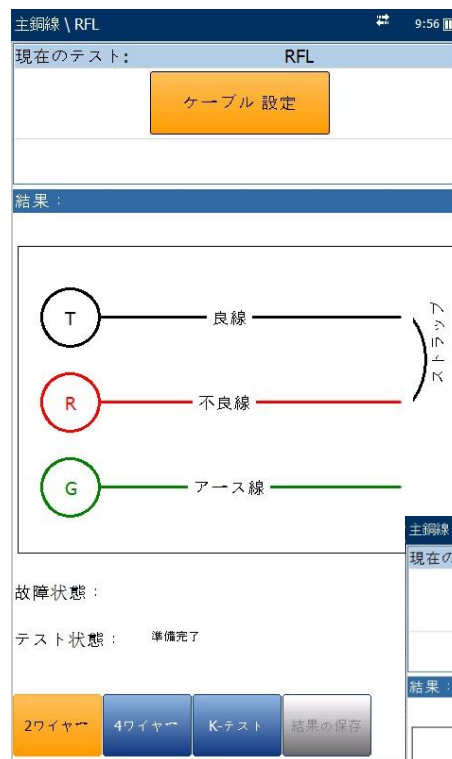 主銅線 \ RFL 9:56
現在のテスト: RFL
ケーブル 設定
結果：
T 良線
ストラップ
R 不良線
G アース線
主銅線
現在の
故障状態：
テスト状態： 準備完了
結果：
2ワイヤー 4ワイヤー K-テスト 結果の保存